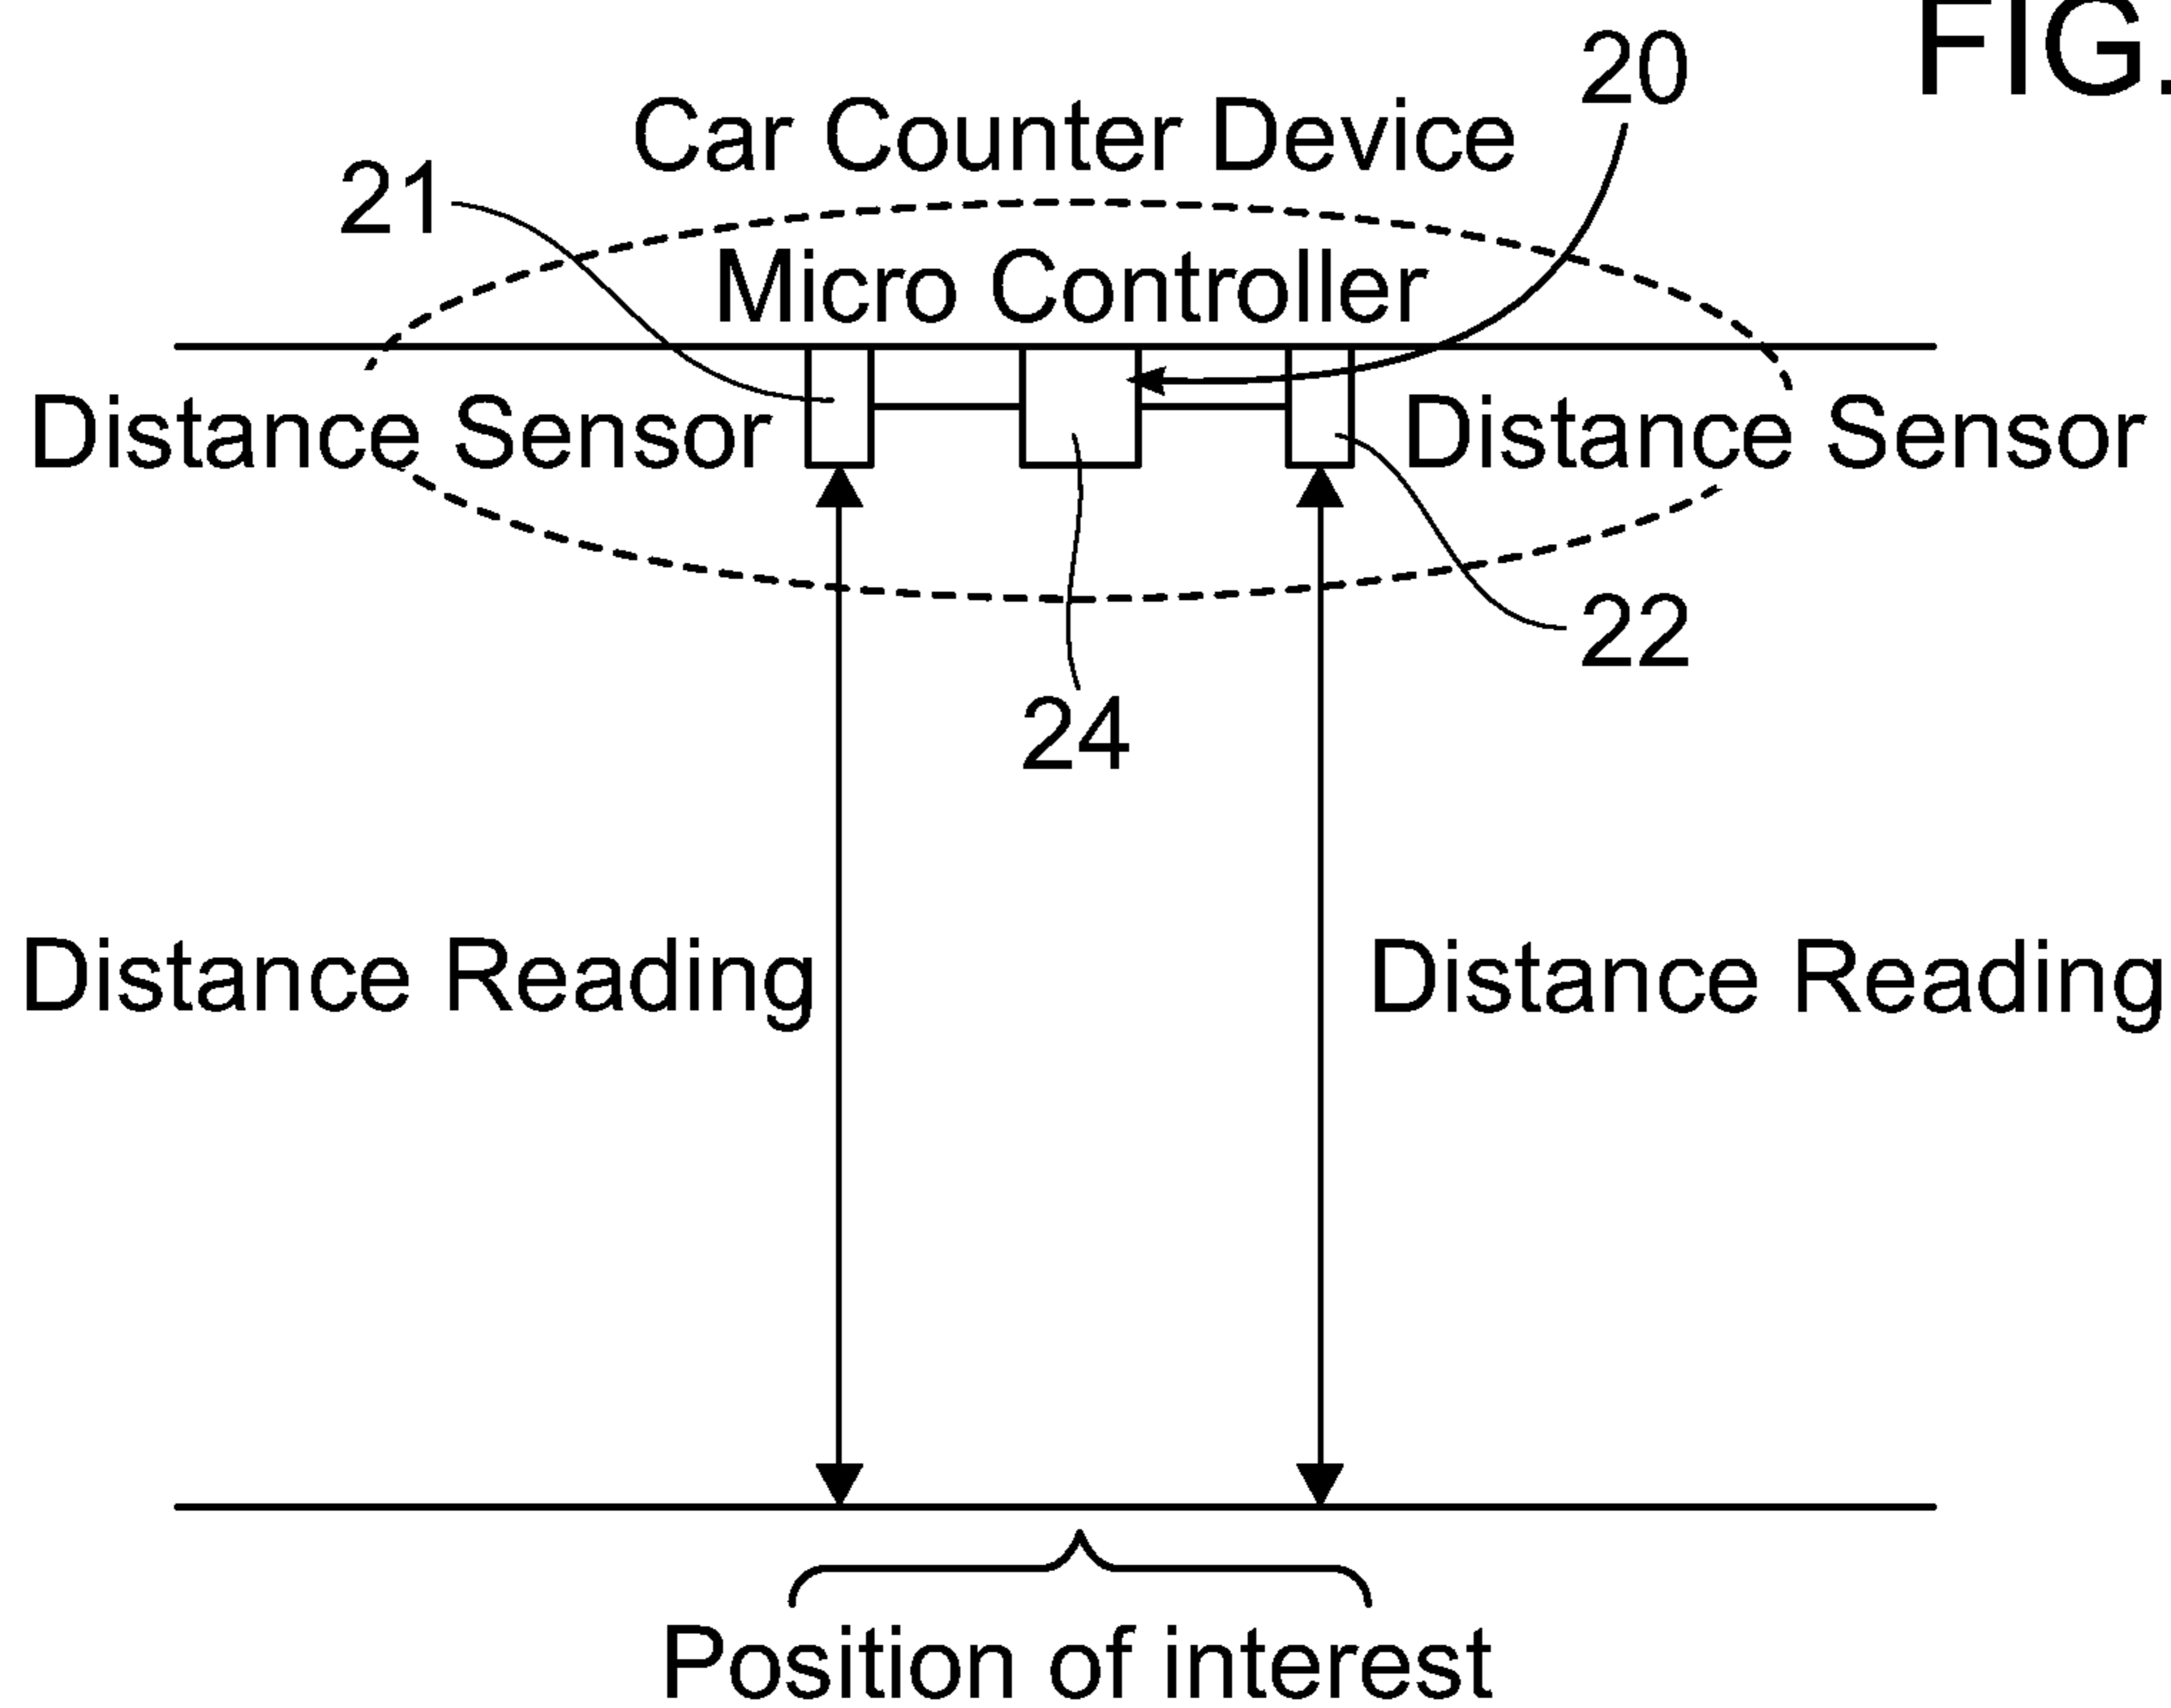 FIG.
20
Car Counter Device
21
Micro Controller
Distance Sensor
Distance Sensor
22
24
Distance Reading
Distance Reading
Position of interest